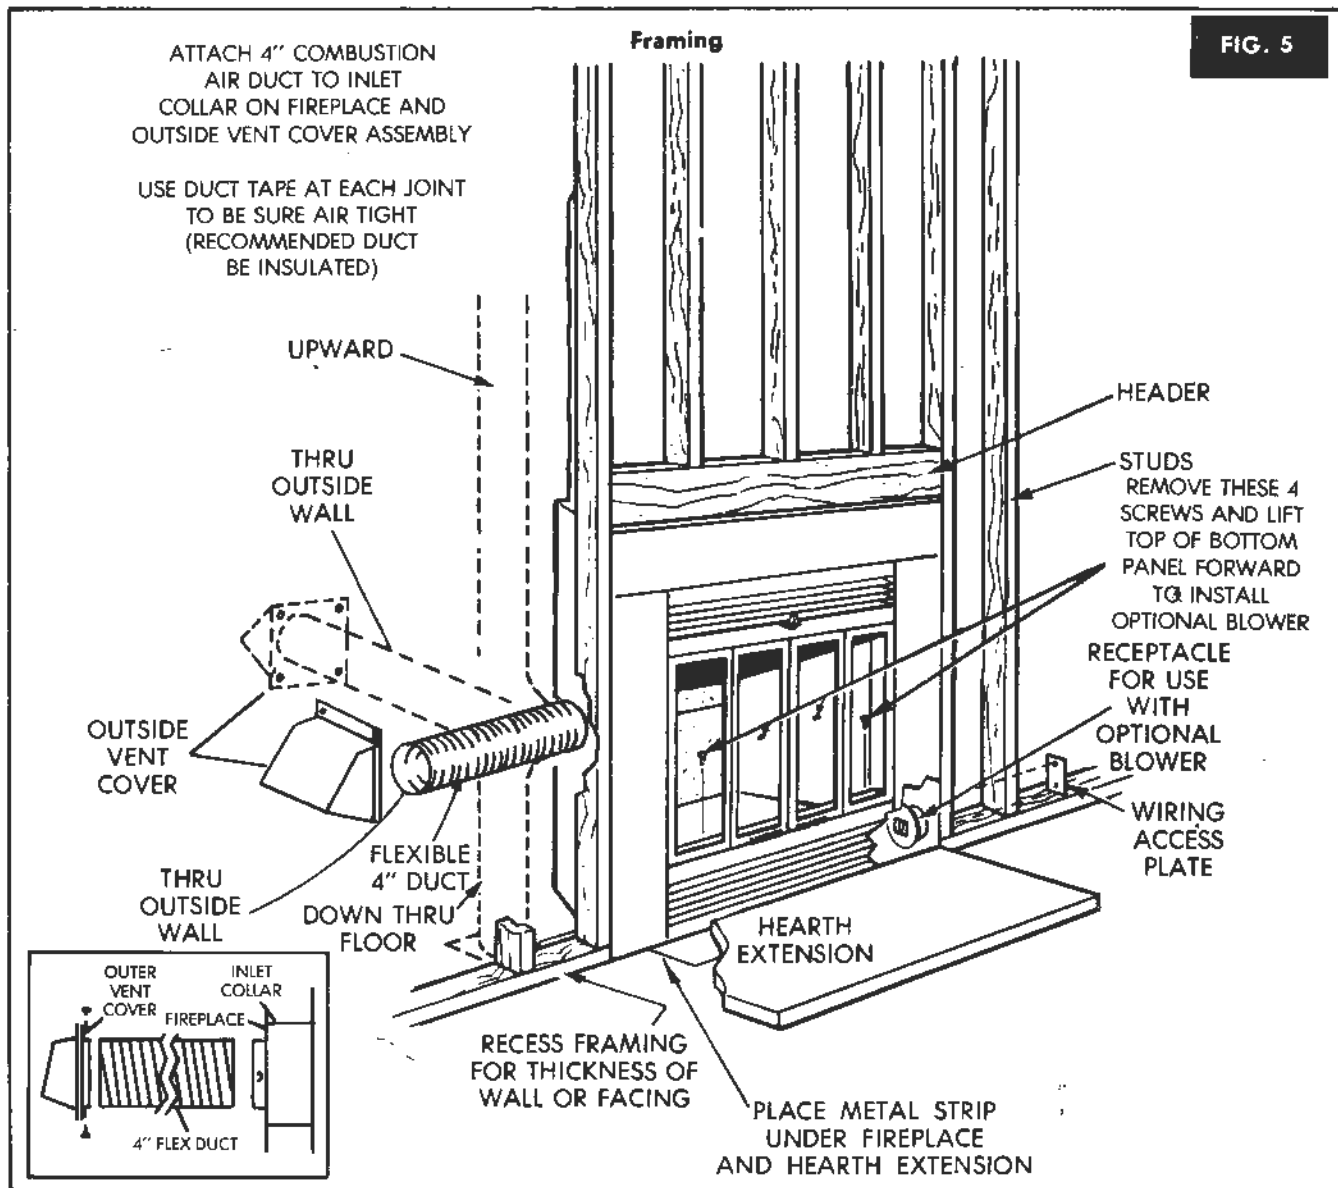 Framing
FIG. 5
ATTACH 4" COMBUSTION
AIR DUCT TO INLET
COLLAR ON FIREPLACE AND
OUTSIDE VENT COVER ASSEMBLY
USE DUCT TAPE AT EACH JOINT
TO BE SURE AIR TIGHT
(RECOMMENDED DUCT
BE INSULATED)
UPWARD
THRU
OUTSIDE
WALL
OUTSIDE
VENT
COVER
THRU
OUTSIDE
WALL
FLEXIBLE
4" DUCT
DOWN THRU
FLOOR
HEADER
STUDS
REMOVE THESE 4
SCREWS AND LIFT
TOP OF BOTTOM
PANEL FORWARD
TO INSTALL
OPTIONAL BLOWER
RECEPTACLE
FOR USE
WITH
OPTIONAL
BLOWER
WIRING
ACCESS
PLATE
HEARTH
EXTENSION
RECESS FRAMING
FOR THICKNESS OF
WALL OR FACING
PLACE METAL STRIP
UNDER FIREPLACE
AND HEARTH EXTENSION
OUTER
VENT
COVER
INLET
COLLAR
FIREPLACE
4" FLEX DUCT